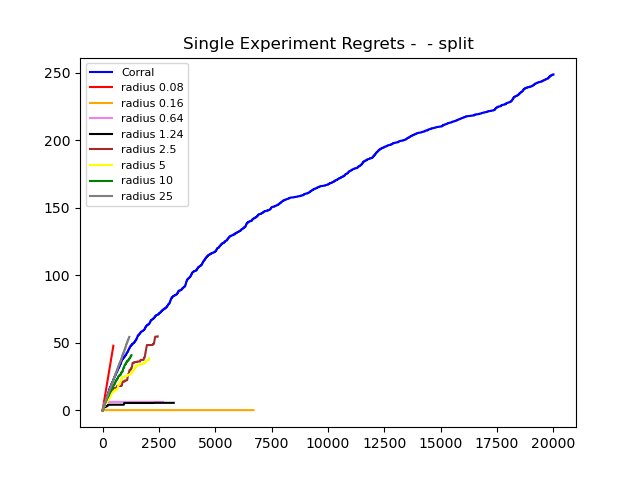 Single Experiment Regrets -  - split
Corral
radius 0.08
radius 0.16
radius 0.64
radius 1.24
radius 2.5
radius 5
radius 10
radius 25
250
200
150
100
50
0
0 2500 5000 7500 10000 12500 15000 17500 20000